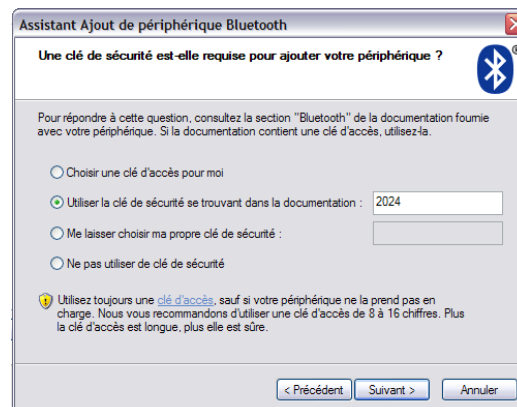 Assistant Ajout de périphérique Bluetooth
Une clé de sécurité est-elle requise pour ajouter votre périphérique ?
Pour répondre à cette question, consultez la section "Bluetooth" de la documentation fournie
avec votre périphérique. Si la documentation contient une clé d'accès, utilisez-la.
Choisir une clé d'accès pour moi
Utiliser la clé de sécurité se trouvant dans la documentation : 2024
Me laisser choisir ma propre clé de sécurité :
Ne pas utiliser de clé de sécurité
Utilisez toujours une clé d'accès, sauf si votre périphérique ne la prend pas en
charge. Nous vous recommandons d'utiliser une clé d'accès de 8 à 16 chiffres. Plus
la clé d'accès est longue, plus elle est sûre.
< Précédent Suivant > Annuler